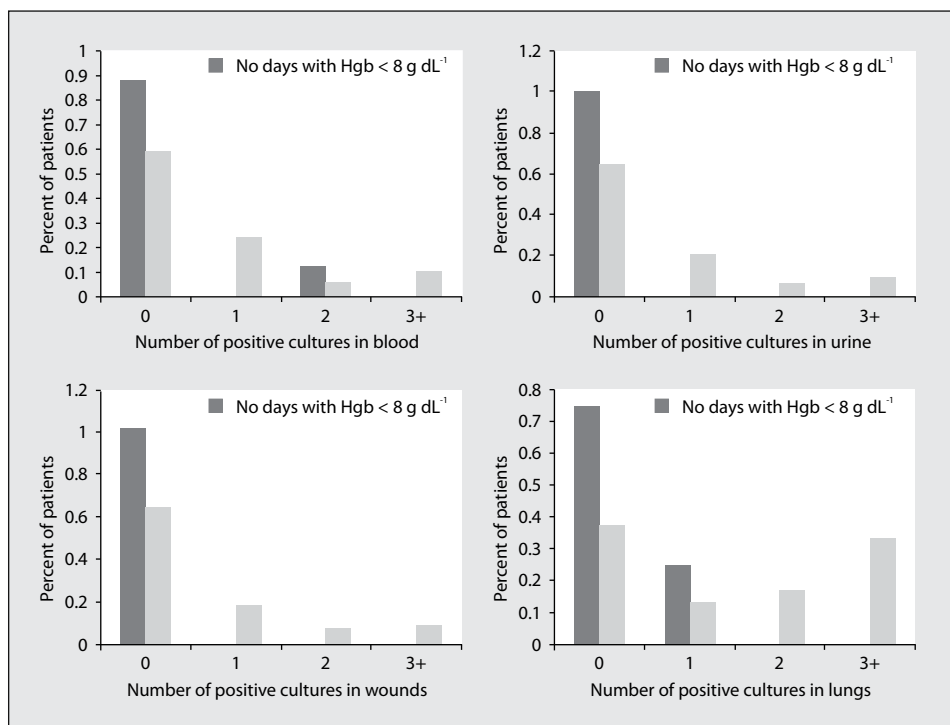 1
0.9
0.8
0.7
0.6
0.5
0.4
0.3
0.2
0.1
0
Percent of patients
No days with Hgb < 8 g dL⁻¹
0 1 2 3+
Number of positive cultures in blood
1.2
1
0.8
0.6
0.4
0.2
0
Percent of patients
No days with Hgb < 8 g dL⁻¹
0 1 2 3+
Number of positive cultures in urine
1.2
1
0.8
0.6
0.4
0.2
0
Percent of patients
No days with Hgb < 8 g dL⁻¹
0 1 2 3+
Number of positive cultures in wounds
0.8
0.7
0.6
0.5
0.4
0.3
0.2
0.1
0
Percent of patients
No days with Hgb < 8 g dL⁻¹
0 1 2 3+
Number of positive cultures in lungs